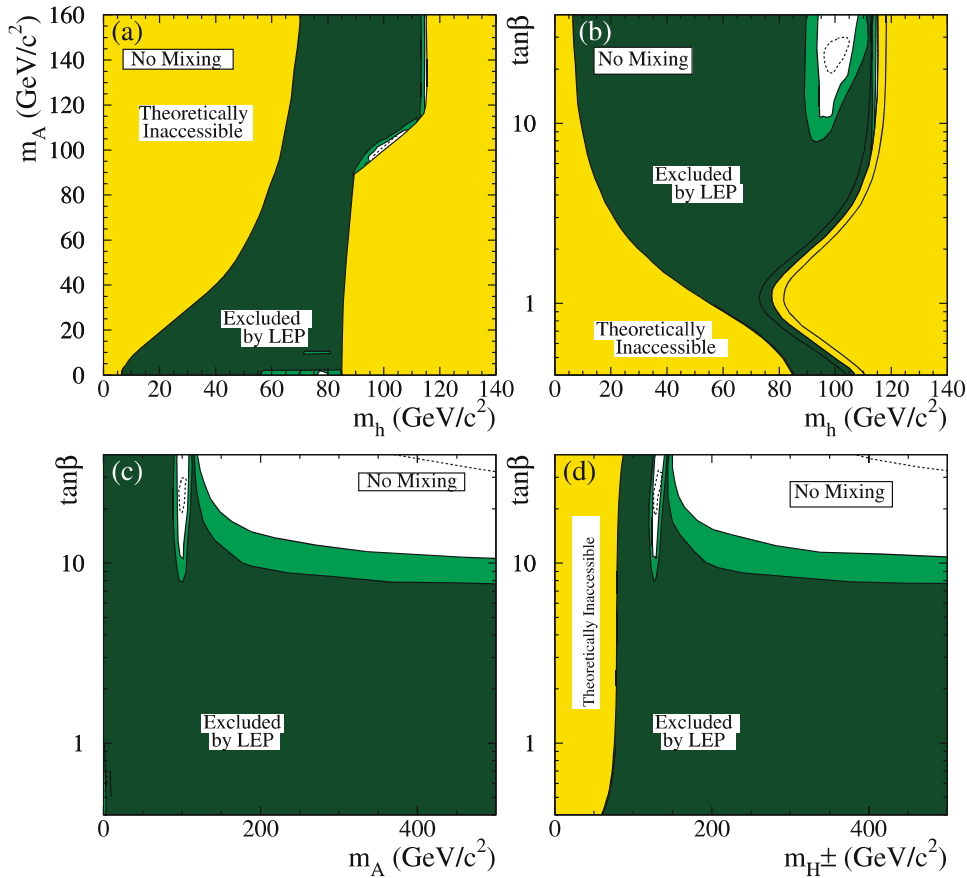 (a)
No Mixing
Theoretically
Inaccessible
Excluded
by LEP
m_A (GeV/c²)
160
140
120
100
80
60
40
20
0
0 20 40 60 80 100 120 140
m_h (GeV/c²)
(b)
No Mixing
Excluded
by LEP
Theoretically
Inaccessible
tanβ
10
1
0 20 40 60 80 100 120 140
m_h (GeV/c²)
(c)
No Mixing
Excluded
by LEP
tanβ
10
1
0 200 400
m_A (GeV/c²)
(d)
No Mixing
Theoretically Inaccessible
Excluded
by LEP
tanβ
10
1
0 200 400
m_H± (GeV/c²)